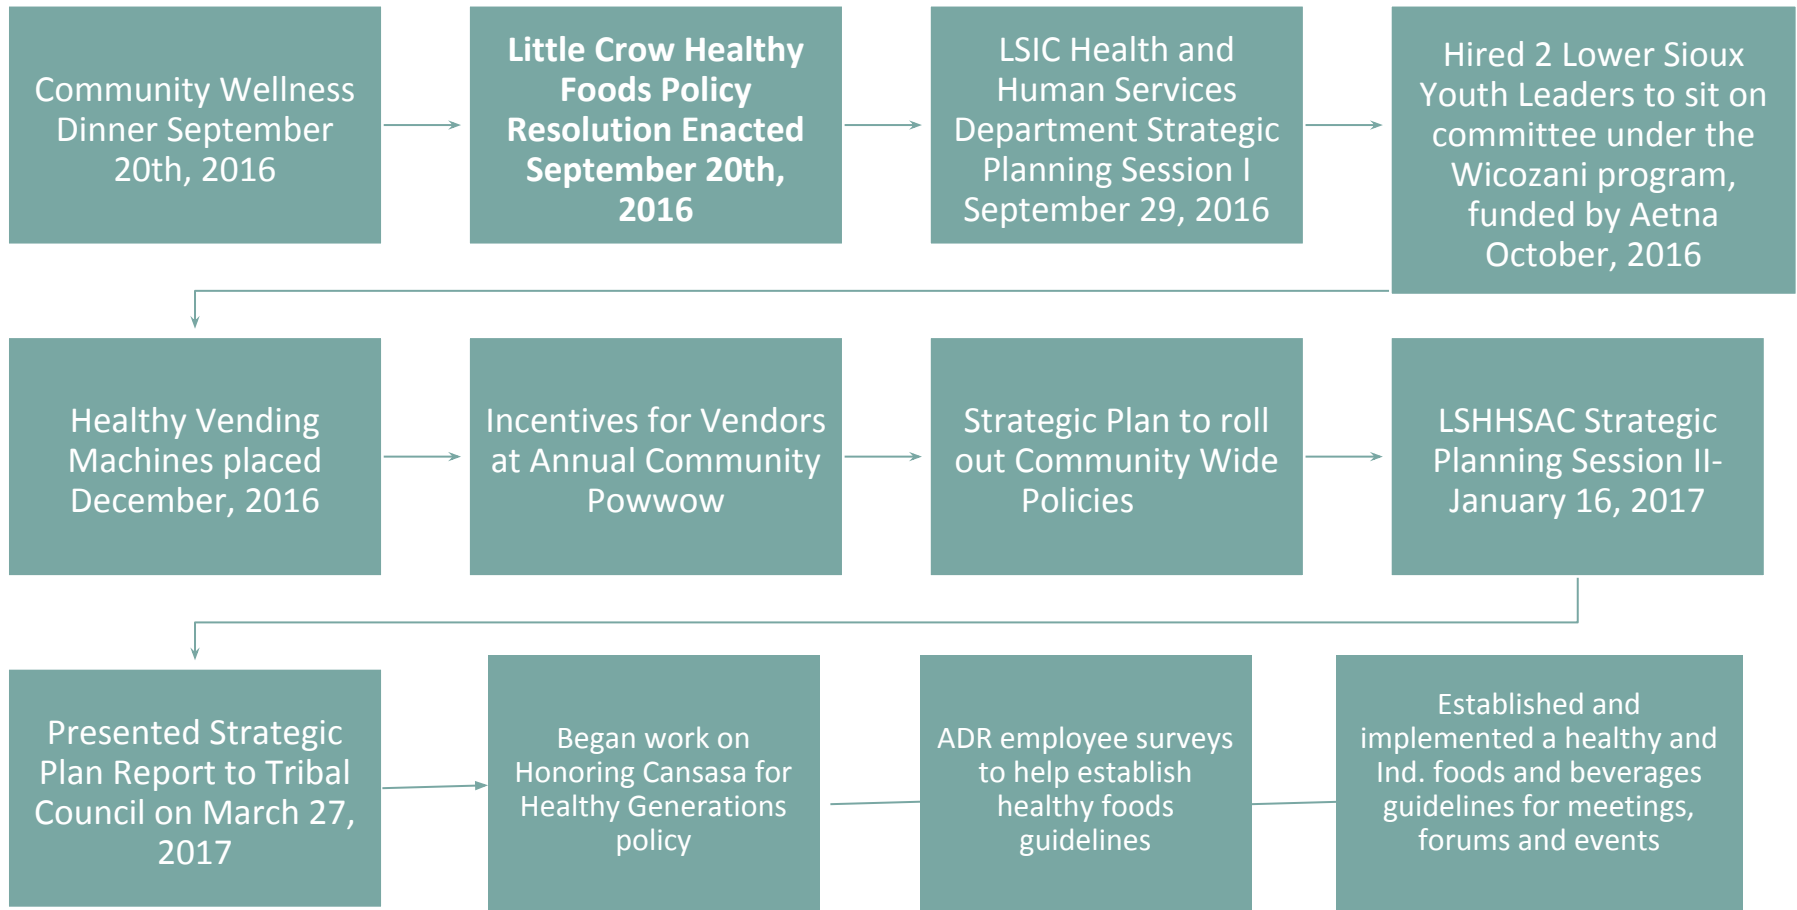 Community Wellness
Dinner September
20th, 2016
Little Crow Healthy
Foods Policy
Resolution Enacted
September 20th,
2016
LSIC Health and
Human Services
Department Strategic
Planning Session I
September 29, 2016
Hired 2 Lower Sioux
Youth Leaders to sit on
committee under the
Wicozani program,
funded by Aetna
October, 2016
Healthy Vending
Machines placed
December, 2016
Incentives for Vendors
at Annual Community
Powwow
Strategic Plan to roll
out Community Wide
Policies
LSHHSAC Strategic
Planning Session II-
January 16, 2017
Presented Strategic
Plan Report to Tribal
Council on March 27,
2017
Began work on
Honoring Cansasa for
Healthy Generations
policy
ADR employee surveys
to help establish
healthy foods
guidelines
Established and
implemented a healthy and
Ind. foods and beverages
guidelines for meetings,
forums and events